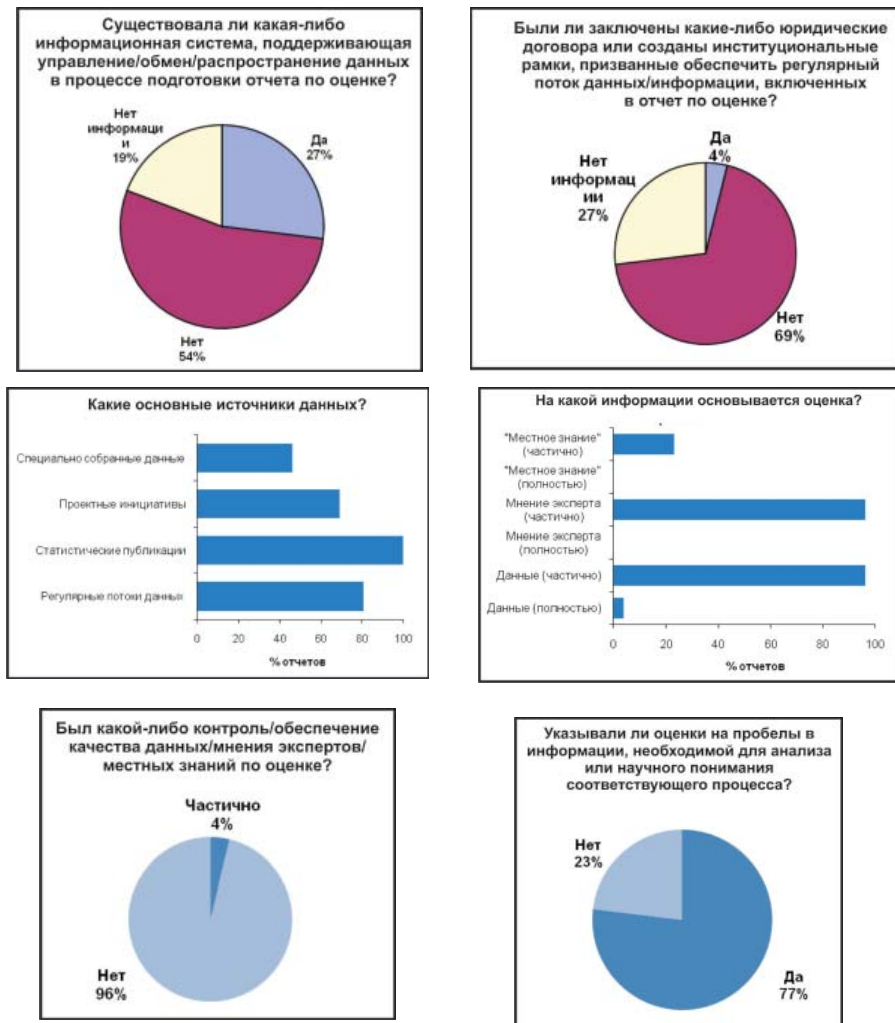 Существовала ли какая-либо
информационная система, поддерживающая
управление/обмен/распространение данных
в процессе подготовки отчета по оценке?
Нет
информаци
и
19%
Да
27%
Нет
54%
Были ли заключены какие-либо юридические
договора или созданы институциональные
рамки, призванные обеспечить регулярный
поток данных/информации, включенных
в отчет по оценке?
Да
4%
Нет
информац
ии
27%
Нет
69%
Какие основные источники данных?
Специально собранные данные
Проектные инициативы
Статистические публикации
Регулярные потоки данных
0 20 40 60 80 100
% отчетов
На какой информации основывается оценка?
"Местное знание"
(частично)
"Местное знание"
(полностью)
Мнение эксперта
(частично)
Мнение эксперта
(полностью)
Данные (частично)
Данные (полностью)
0 20 40 60 80 100
% отчетов
Был какой-либо контроль/обеспечение
качества данных/мнения экспертов/
местных знаний по оценке?
Частично
4%
Нет
96%
Указывали ли оценки на пробелы в
информации, необходимой для анализа
или научного понимания
соответствующего процесса?
Нет
23%
Да
77%